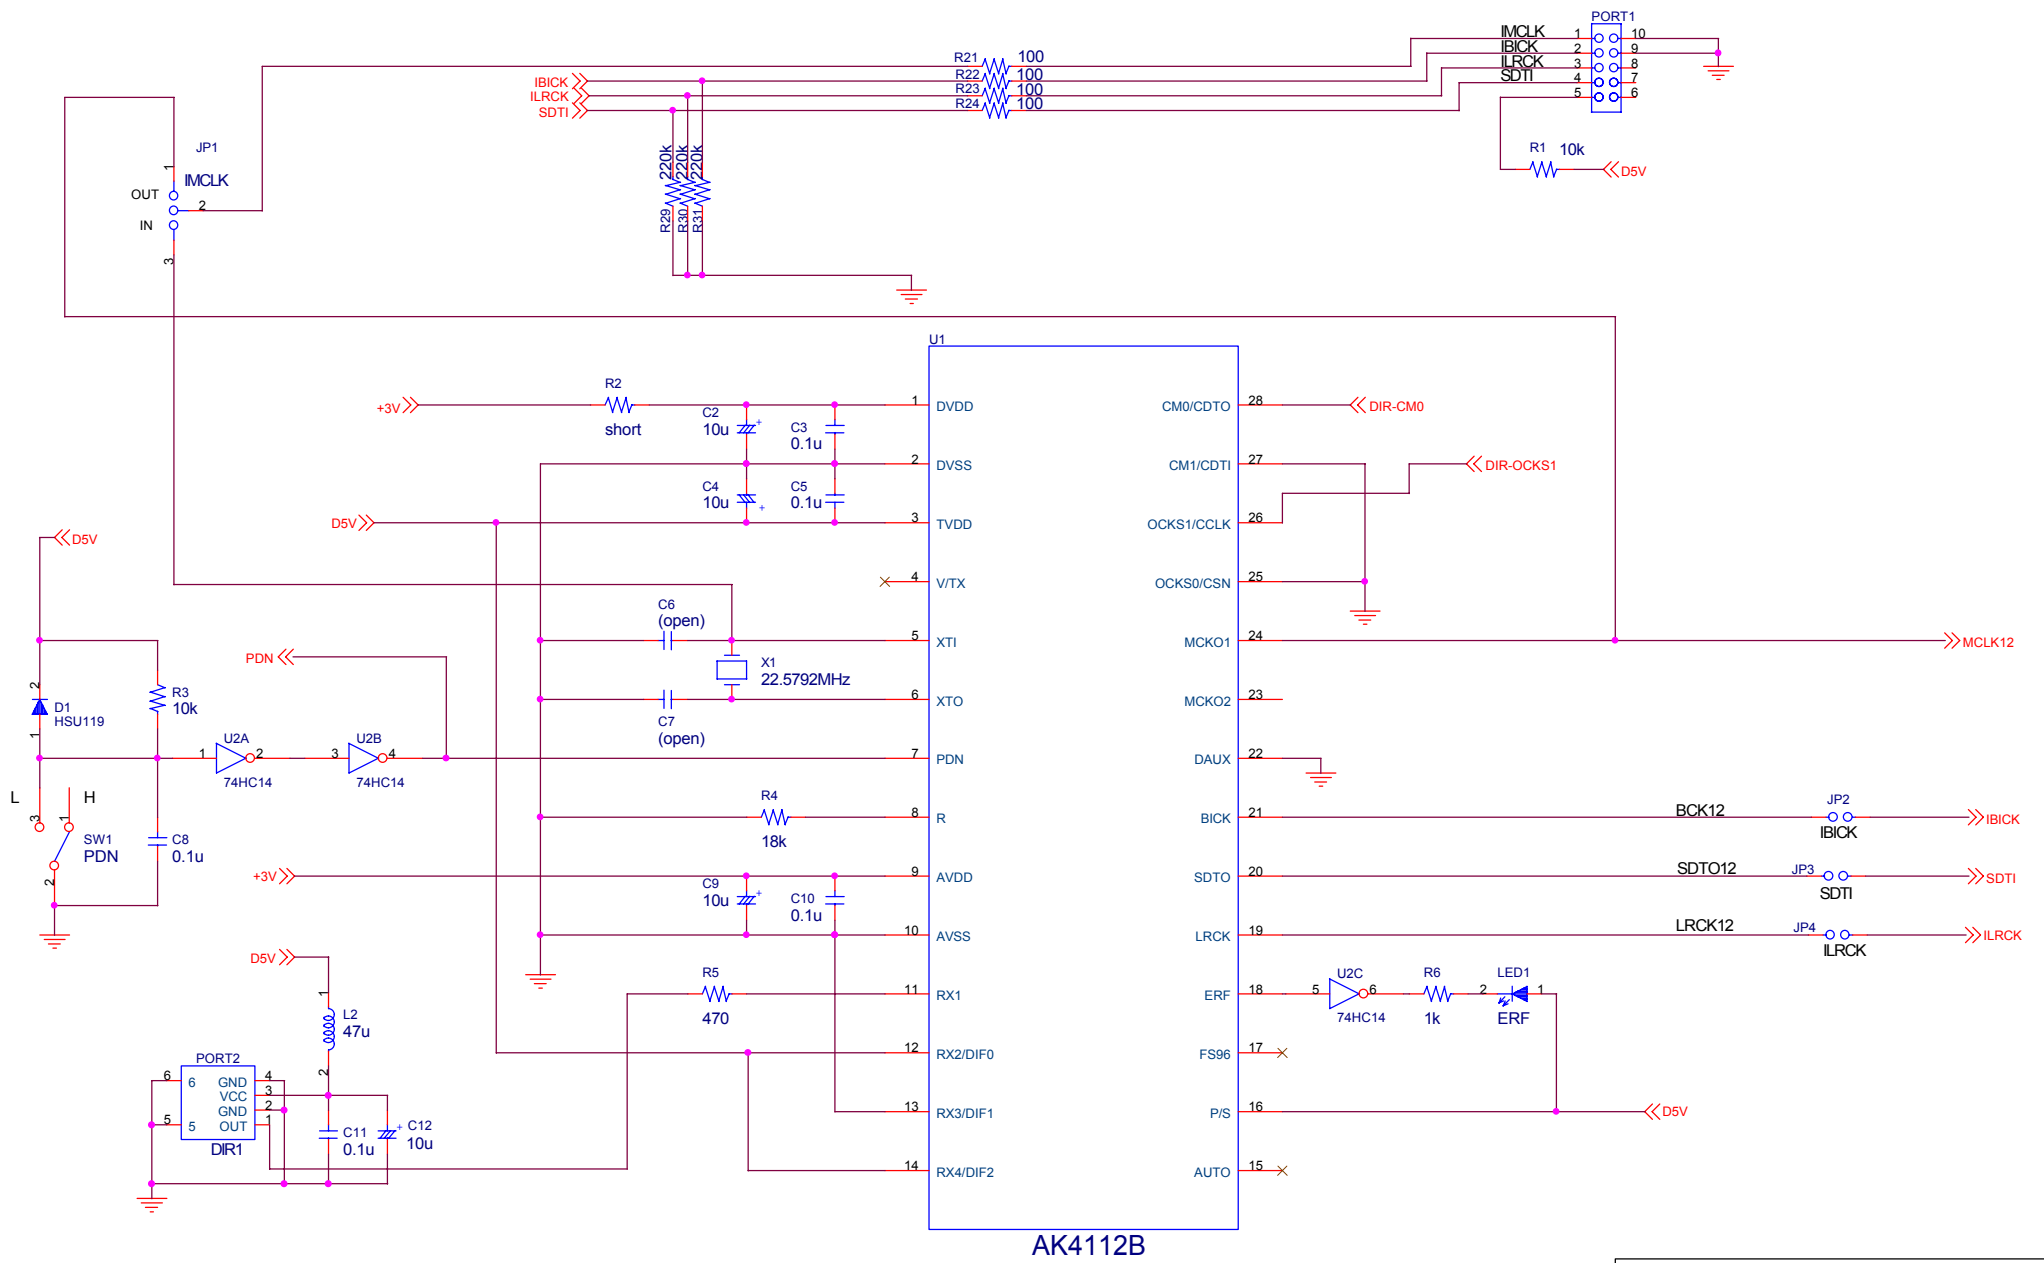 PORT1
IMCLK 1 10
IBICK 2 9
ILRCK 3 8
SDTI 4 7
5 6
R21 100
R22 100
R23 100
R24 100
IBICK
ILRCK
SDTI
R1 10k D5V
JP1
IMCLK
1
OUT
2
IN
3
220k 220k 220k
R29 R30 R31
U1
+3V
R2
short
C2
10u
+
C3
0.1u
1 DVDD
CM0/CDTO 28
DIR-CM0
2 DVSS
CM1/CDTI 27
DIR-OCKS1
C4
10u
+
C5
0.1u
D5V
3 TVDD
OCKS1/CCLK 26
D5V
4 V/TX
OCKS0/CSN 25
C6
(open)
5 XTI
MCKO1 24
MCLK12
PDN
X1
22.5792MHz
2
D1
HSU119
1
R3
10k
6 XTO
MCKO2 23
C7
(open)
U2A
1 2
74HC14
U2B
3 4
74HC14
7 PDN
DAUX 22
L H
3 1
SW1
PDN
2
C8
0.1u
R4
18k
8 R
BICK 21
BCK12
JP2
IBICK
IBICK
+3V
C9
10u
+
C10
0.1u
9 AVDD
SDTO 20
SDTO12
JP3
SDTI
SDTI
10 AVSS
LRCK 19
LRCK12
JP4
ILRCK
ILRCK
D5V
1
L2
47u
2
R5
470
11 RX1
ERF 18
U2C
5 6
74HC14
R6
1k
LED1
2 1
ERF
12 RX2/DIF0
FS96 17
PORT2
6 6 GND 4
VCC 3
GND 2
5 5 OUT 1
DIR1
C11
0.1u
+
C12
10u
13 RX3/DIF1
P/S 16
D5V
14 RX4/DIF2
AUTO 15
AK4112B